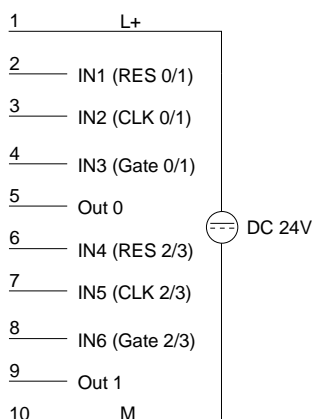 1 L+
2 IN1 (RES 0/1)
3 IN2 (CLK 0/1)
4 IN3 (Gate 0/1)
5 Out 0
DC 24V
6 IN4 (RES 2/3)
7 IN5 (CLK 2/3)
8 IN6 (Gate 2/3)
9 Out 1
10 M